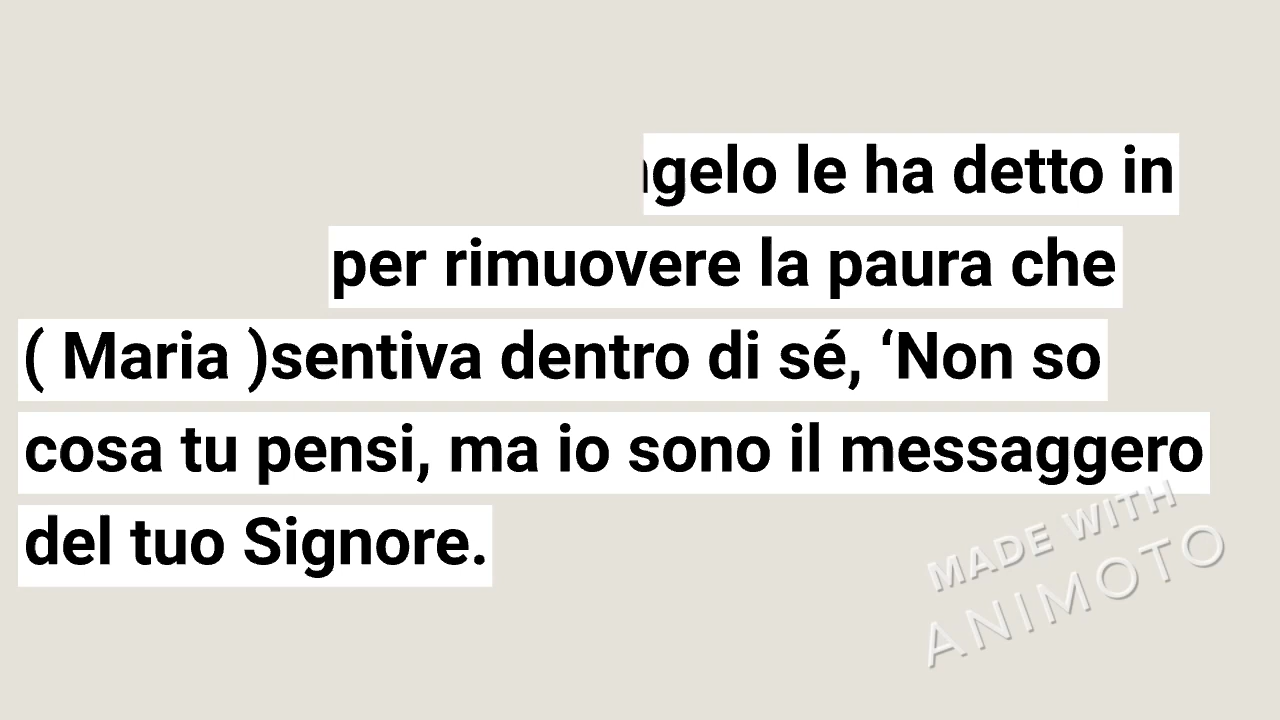 le ha detto in
per rimuovere la paura che
( Maria )sentiva dentro di sé, ‘Non so
cosa tu pensi, ma io sono il messaggero
del tuo Signore.
MADE WITH
ANIMOTO